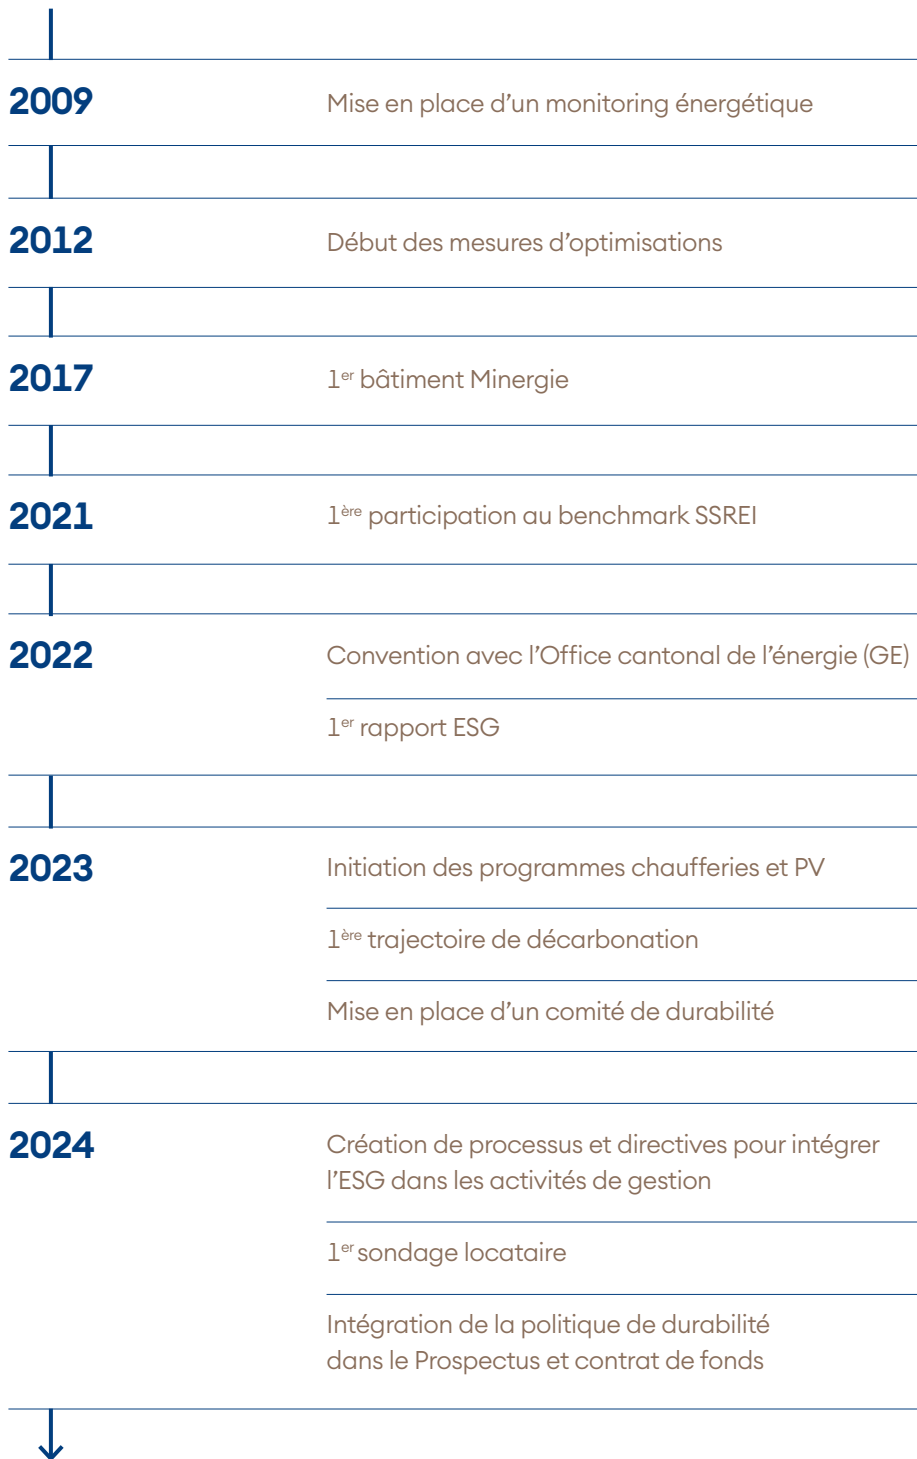 2009
Mise en place d’un monitoring énergétique
2012
Début des mesures d’optimisations
2017
1er bâtiment Minergie
2021
1ère participation au benchmark SSREI
2022
Convention avec l’Office cantonal de l’énergie (GE)
1er rapport ESG
2023
Initiation des programmes chaufferies et PV
1ère trajectoire de décarbonation
Mise en place d’un comité de durabilité
2024
Création de processus et directives pour intégrer
l’ESG dans les activités de gestion
1er sondage locataire
Intégration de la politique de durabilité
dans le Prospectus et contrat de fonds